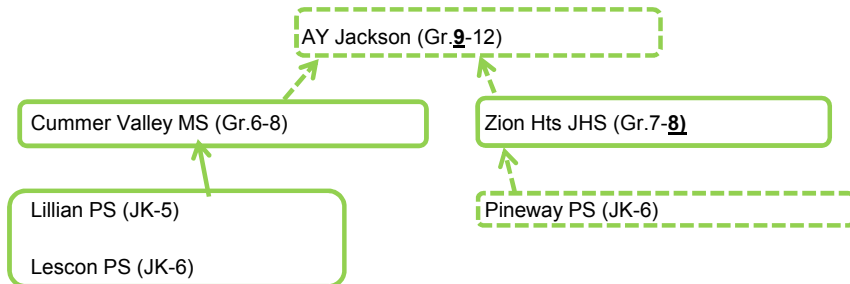 AY Jackson (Gr.9-12)
Cummer Valley MS (Gr.6-8)
Zion Hts JHS (Gr.7-8)
Lillian PS (JK-5)
Pineway PS (JK-6)
Lescon PS (JK-6)